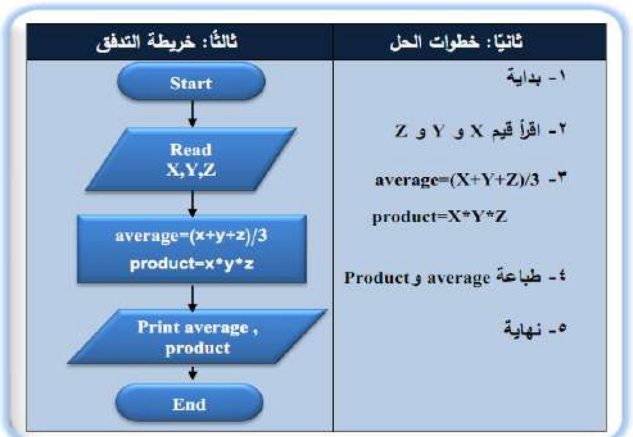 ثانيًا: خطوات الحل
١- بداية
٢- اقرأ قيم X و Y و Z
٣- average=(X+Y+Z)/3
product=X*Y*Z
٤- طباعة average و Product
٥- نهاية
ثالثًا: خريطة التدفق
Start
Read
X,Y,Z
average=(x+y+z)/3
product=x*y*z
Print average ,
product
End